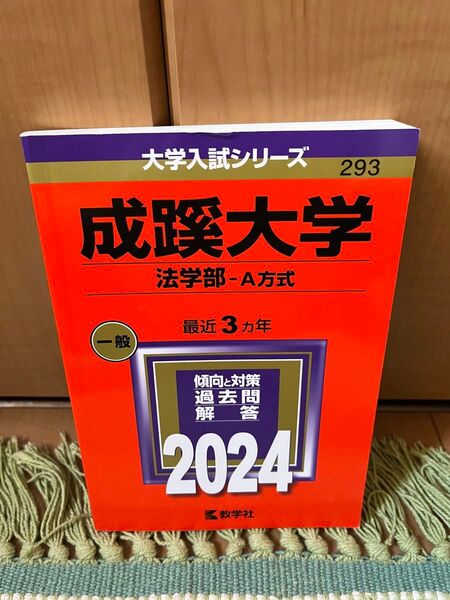 大学入試シリーズ
293
成蹊大学
法学部-A方式
最近3ヵ年
一般
傾向と対策
過去問
解答
2024
教学社